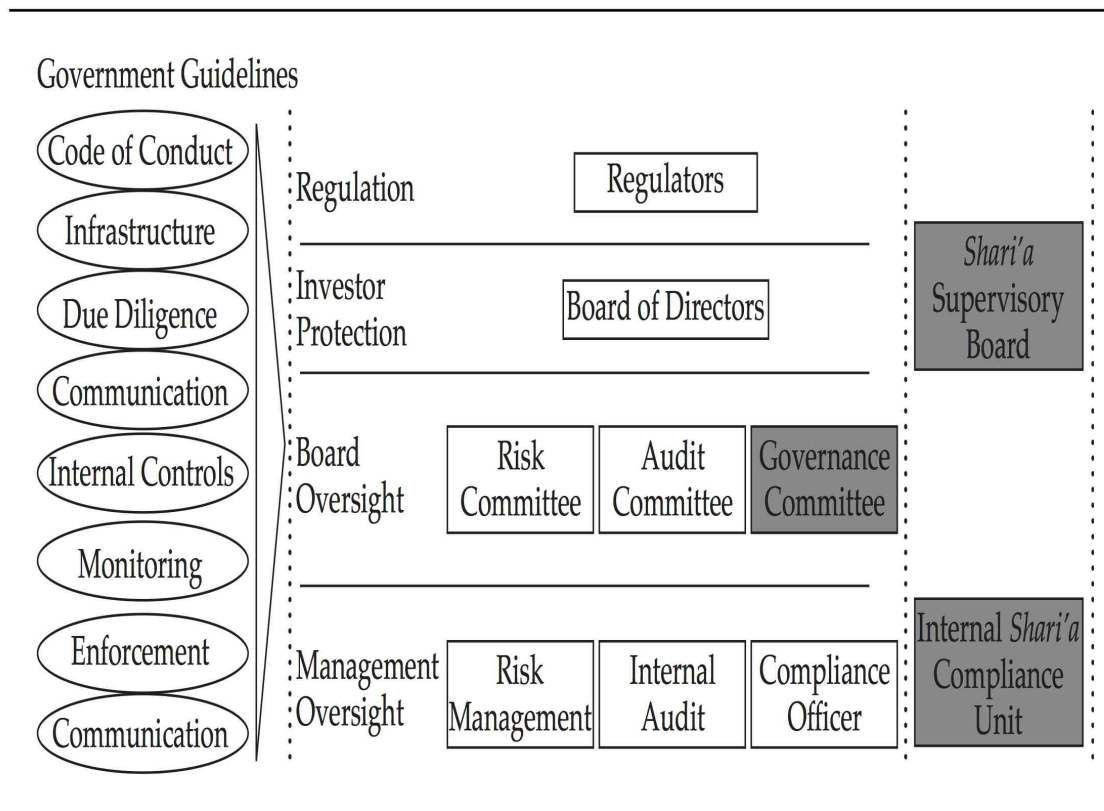 Government Guidelines
Code of Conduct
Infrastructure
Due Diligence
Communication
Internal Controls
Monitoring
Enforcement
Communication
Regulation
Regulators
Investor
Protection
Board of Directors
Board
Oversight
Risk
Committee
Audit
Committee
Governance
Committee
Management
Oversight
Risk
Management
Internal
Audit
Compliance
Officer
Shari'a
Supervisory
Board
Internal Shari'a
Compliance
Unit